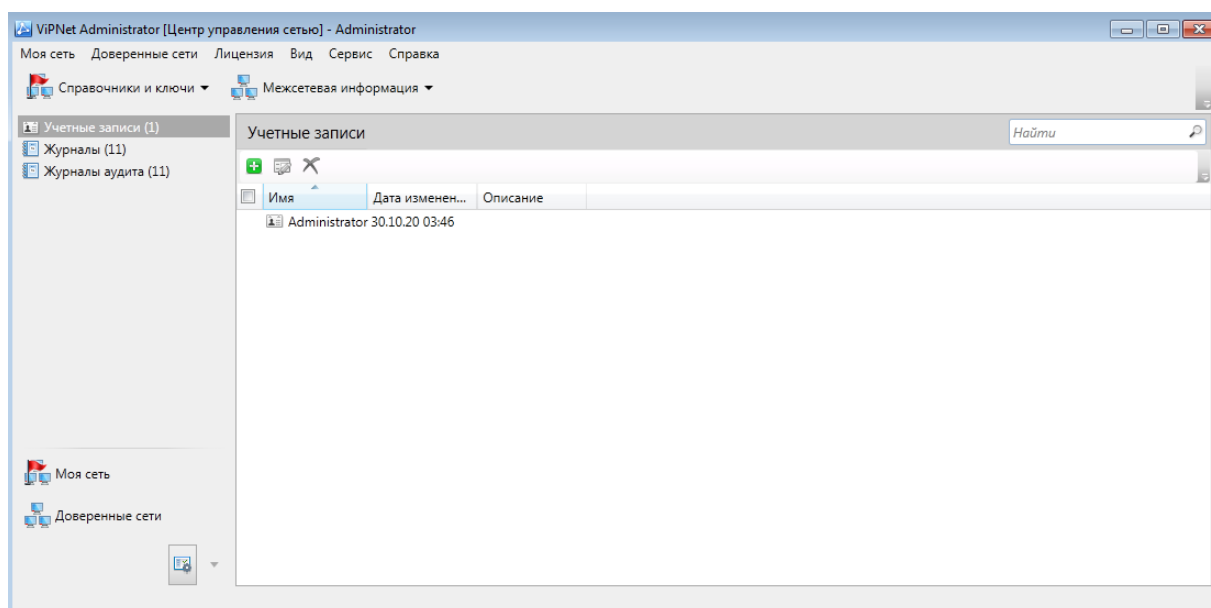 ViPNet Administrator [Центр управления сетью] - Administrator
Моя сеть Доверенные сети Лицензия Вид Сервис Справка
Справочники и ключи Межсетевая информация
Учетные записи (1)
Журналы (11)
Журналы аудита (11)
Моя сеть
Доверенные сети
Учетные записи Найти
Имя Дата изменен... Описание
Administrator 30.10.20 03:46